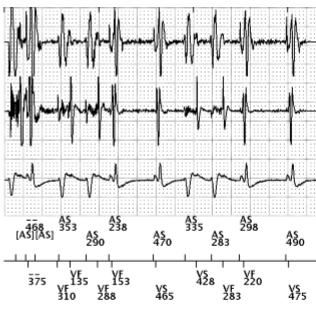 -- AS AS AS AS
468 353 238 335 298
[AS][AS] AS AS AS AS
290 470 283 490
-- VF VF VS VF
375 135 153 428 220
VF VF VS VF VS
310 288 465 283 475